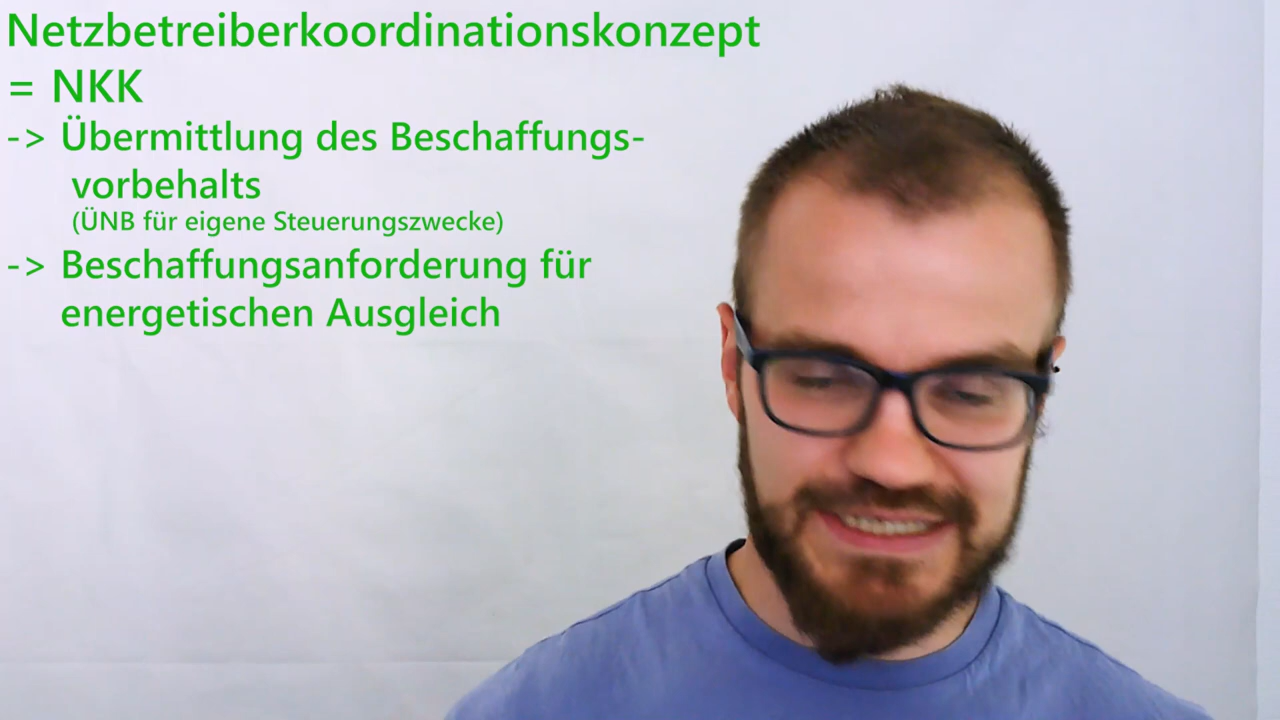 Netzbetreiberkoordinationskonzept
= NKK
-> Übermittlung des Beschaffungs-
vorbehalts
(ÜNB für eigene Steuerungszwecke)
-> Beschaffungsanforderung für
energetischen Ausgleich